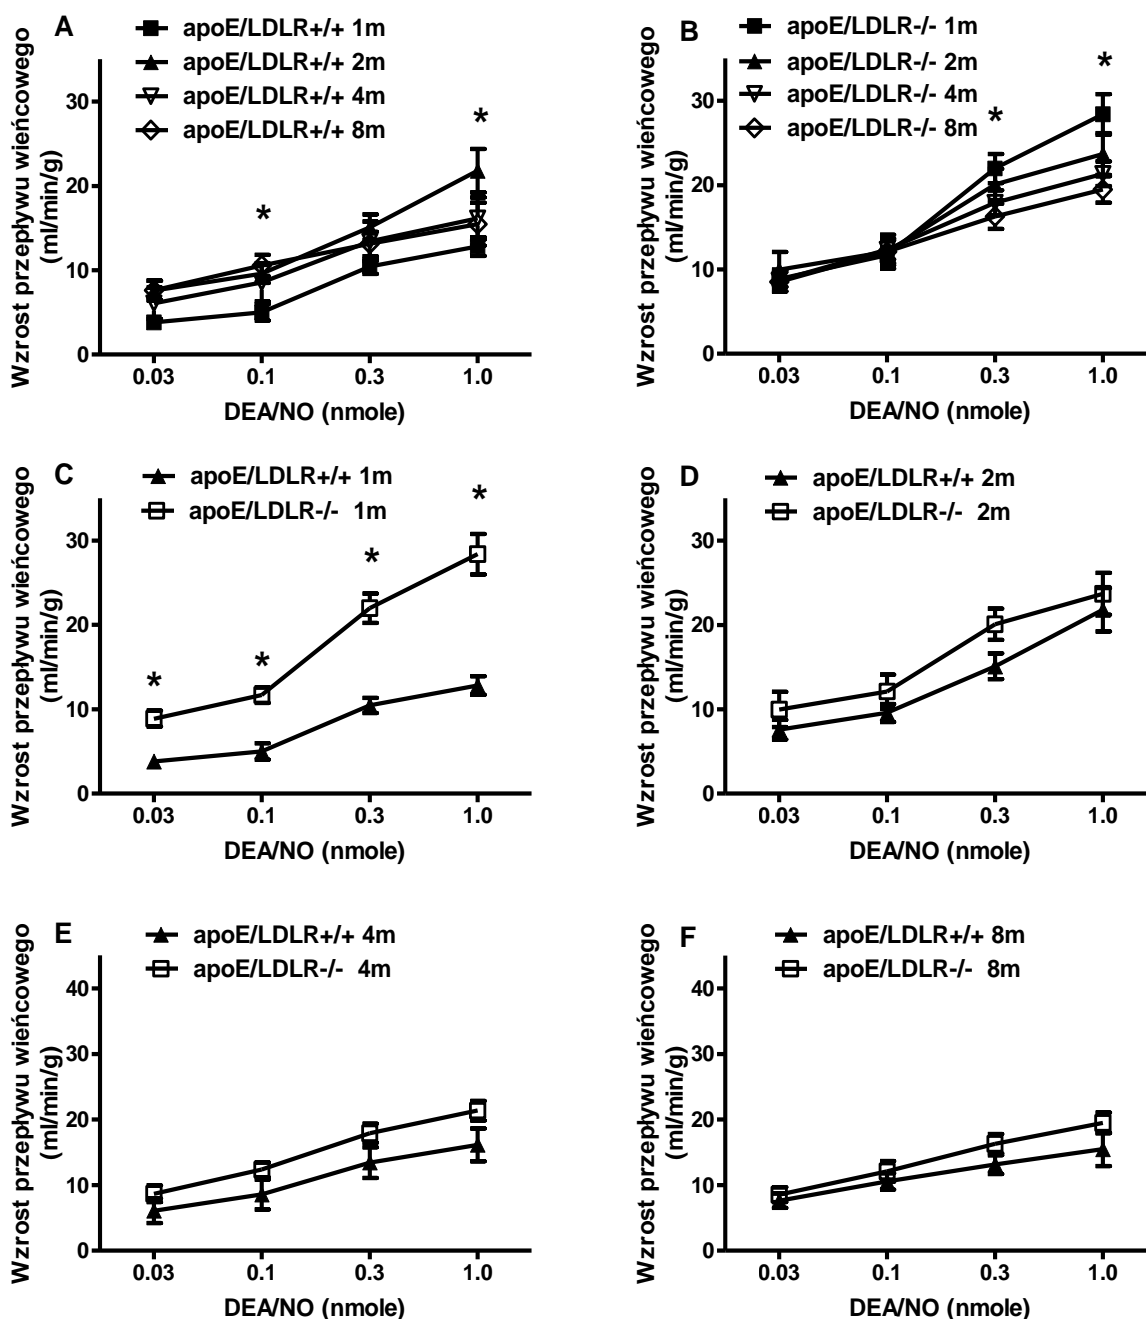 A
apoE/LDLR+/+ 1m
apoE/LDLR+/+ 2m
apoE/LDLR+/+ 4m
apoE/LDLR+/+ 8m
Wzrost przepływu wieńcowego
(ml/min/g)
30
20
10
0
*
*
0.03 0.1 0.3 1.0
DEA/NO (nmole)
B
apoE/LDLR-/- 1m
apoE/LDLR-/- 2m
apoE/LDLR-/- 4m
apoE/LDLR-/- 8m
Wzrost przepływu wieńcowego
(ml/min/g)
30
20
10
0
*
*
0.03 0.1 0.3 1.0
DEA/NO (nmole)
C
apoE/LDLR+/+ 1m
apoE/LDLR-/- 1m
Wzrost przepływu wieńcowego
(ml/min/g)
30
20
10
0
*
*
*
*
0.03 0.1 0.3 1.0
DEA/NO (nmole)
D
apoE/LDLR+/+ 2m
apoE/LDLR-/- 2m
Wzrost przepływu wieńcowego
(ml/min/g)
30
20
10
0
0.03 0.1 0.3 1.0
DEA/NO (nmole)
E
apoE/LDLR+/+ 4m
apoE/LDLR-/- 4m
Wzrost przepływu wieńcowego
(ml/min/g)
40
30
20
10
0
0.03 0.1 0.3 1.0
DEA/NO (nmole)
F
apoE/LDLR+/+ 8m
apoE/LDLR-/- 8m
Wzrost przepływu wieńcowego
(ml/min/g)
40
30
20
10
0
0.03 0.1 0.3 1.0
DEA/NO (nmole)